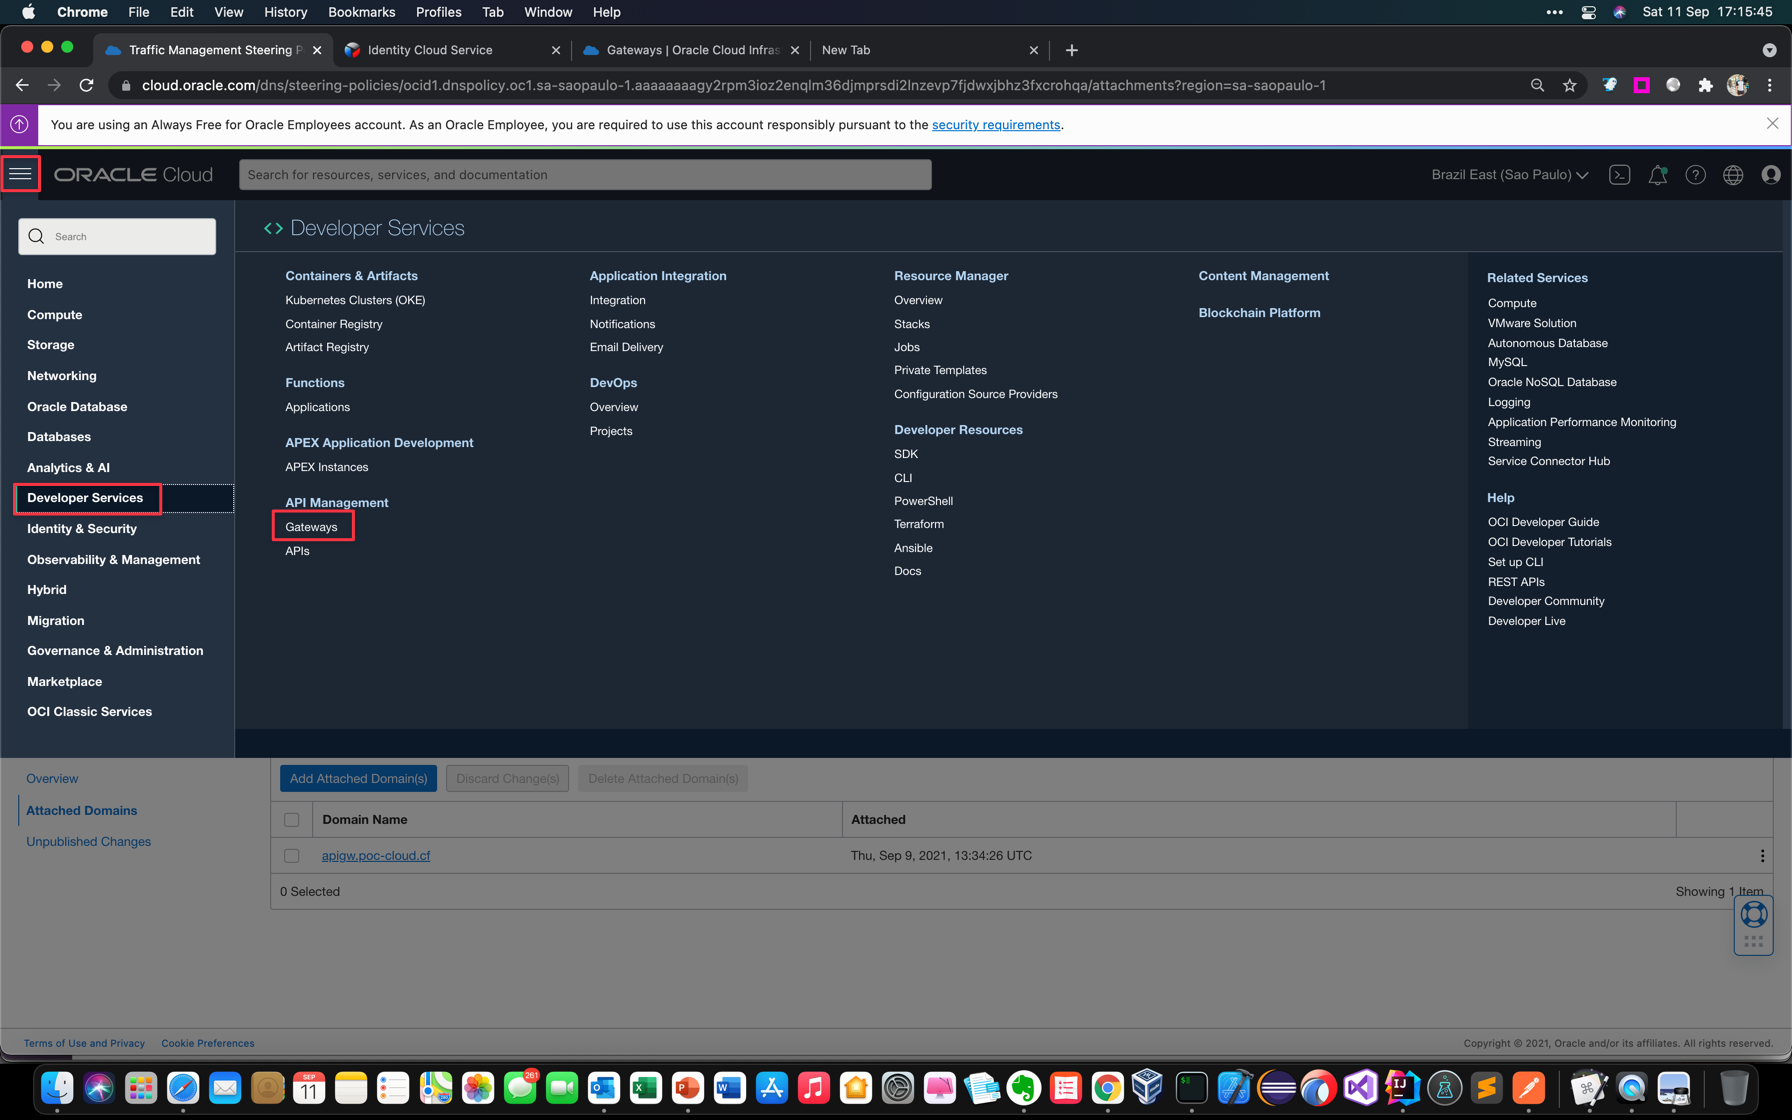 Chrome File Edit View History Bookmarks Profiles Tab Window Help
Sat 11 Sep 17:15:45
Traffic Management Steering P
Identity Cloud Service
Gateways | Oracle Cloud Infras
New Tab
cloud.oracle.com/dns/steering-policies/ocid1.dnspolicy.oc1.sa-saopaulo-1.aaaaaaaagy2rpm3ioz2enqlm36djmprsdi2lnzevp7fjdwxjbhz3fxcrohqa/attachments?region=sa-saopaulo-1
You are using an Always Free for Oracle Employees account. As an Oracle Employee, you are required to use this account responsibly pursuant to the security requirements.
ORACLE Cloud
Search for resources, services, and documentation
Brazil East (Sao Paulo)
Search
Home
Compute
Storage
Networking
Oracle Database
Databases
Analytics & AI
Developer Services
Identity & Security
Observability & Management
Hybrid
Migration
Governance & Administration
Marketplace
OCI Classic Services
<> Developer Services
Containers & Artifacts
Kubernetes Clusters (OKE)
Container Registry
Artifact Registry
Functions
Applications
APEX Application Development
APEX Instances
API Management
Gateways
APIs
Application Integration
Integration
Notifications
Email Delivery
DevOps
Overview
Projects
Resource Manager
Overview
Stacks
Jobs
Private Templates
Configuration Source Providers
Developer Resources
SDK
CLI
PowerShell
Terraform
Ansible
Docs
Content Management
Blockchain Platform
Related Services
Compute
VMware Solution
Autonomous Database
MySQL
Oracle NoSQL Database
Logging
Application Performance Monitoring
Streaming
Service Connector Hub
Help
OCI Developer Guide
OCI Developer Tutorials
Set up CLI
REST APIs
Developer Community
Developer Live
Overview
Attached Domains
Unpublished Changes
Add Attached Domain(s)
Discard Change(s)
Delete Attached Domain(s)
Domain Name
Attached
apigw.poc-cloud.cf
Thu, Sep 9, 2021, 13:34:26 UTC
0 Selected
Showing 1 Item
Terms of Use and Privacy
Cookie Preferences
Copyright © 2021, Oracle and/or its affiliates. All rights reserved.
SEP
11
261